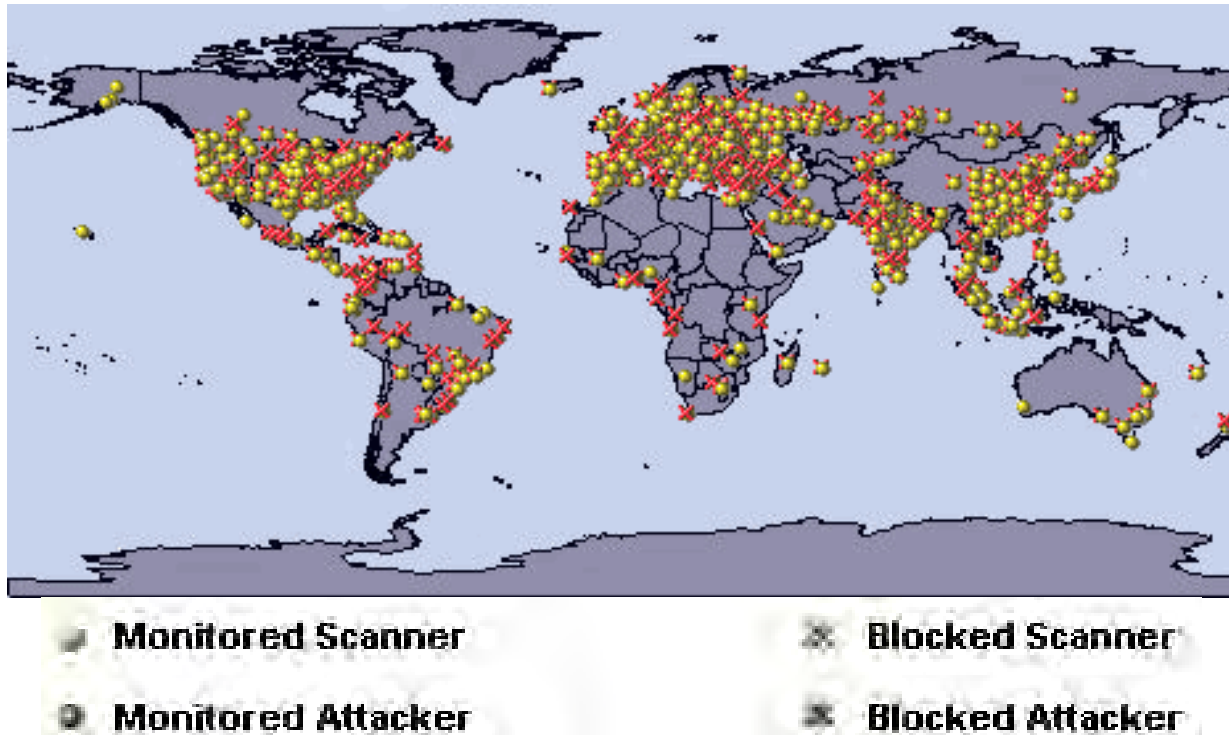 Monitored Scanner
Blocked Scanner
Monitored Attacker
Blocked Attacker